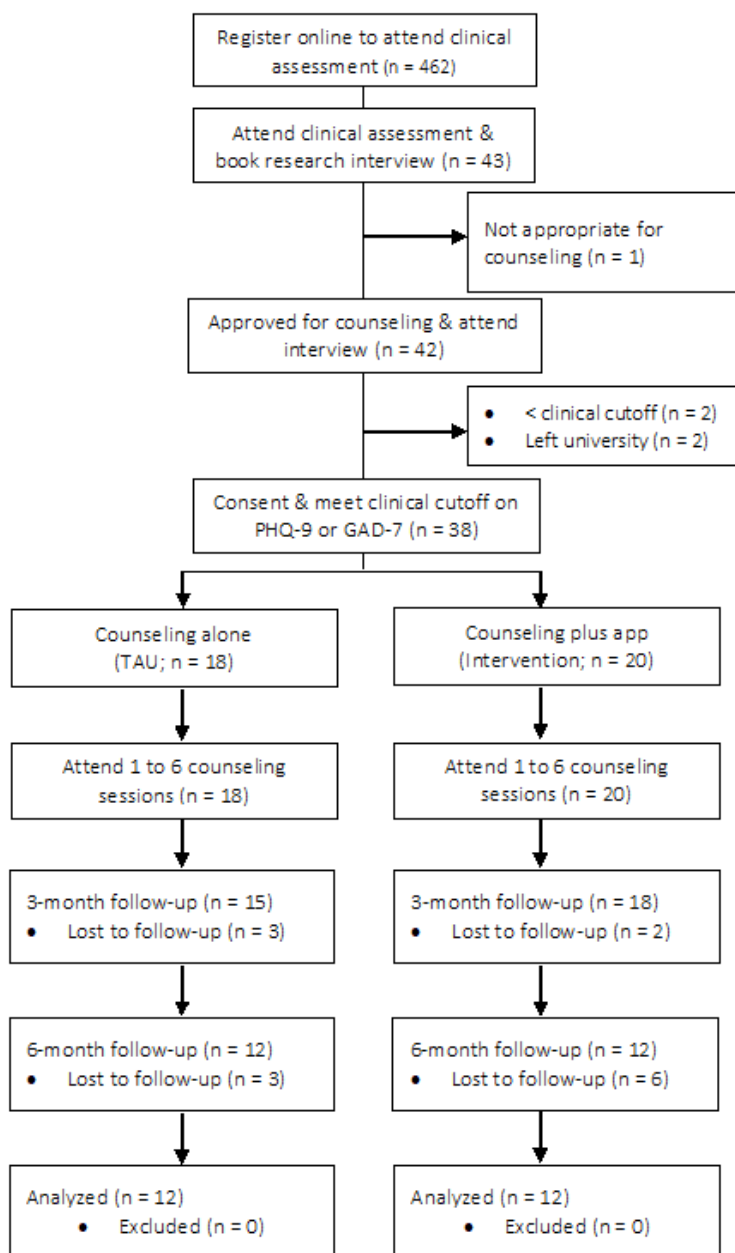 Register online to attend clinical
assessment (n = 462)
Attend clinical assessment &
book research interview (n = 43)
Not appropriate for
counseling (n = 1)
Approved for counseling & attend
interview (n = 42)
• < clinical cutoff (n = 2)
• Left university (n = 2)
Consent & meet clinical cutoff on
PHQ-9 or GAD-7 (n = 38)
Counseling alone
(TAU; n = 18)
Counseling plus app
(Intervention; n = 20)
Attend 1 to 6 counseling
sessions (n = 18)
Attend 1 to 6 counseling
sessions (n = 20)
3-month follow-up (n = 15)
• Lost to follow-up (n = 3)
3-month follow-up (n = 18)
• Lost to follow-up (n = 2)
6-month follow-up (n = 12)
• Lost to follow-up (n = 3)
6-month follow-up (n = 12)
• Lost to follow-up (n = 6)
Analyzed (n = 12)
• Excluded (n = 0)
Analyzed (n = 12)
• Excluded (n = 0)